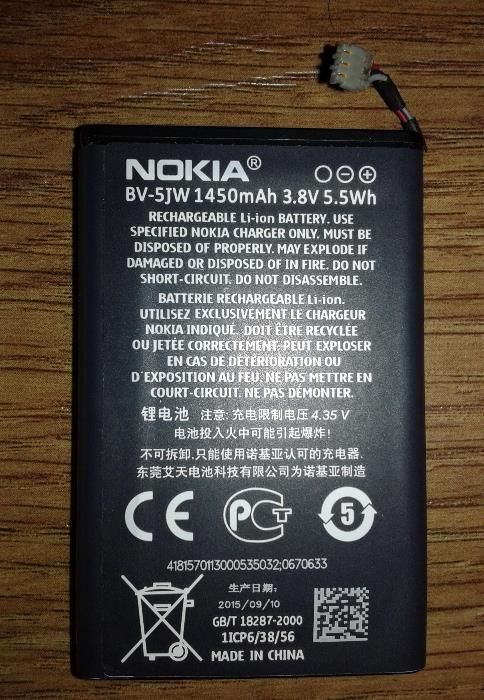 NOKIA®
BV-5JW 1450mAh 3.8V 5.5Wh
RECHARGEABLE Li-ion BATTERY. USE
SPECIFIED NOKIA CHARGER ONLY. MUST BE
DISPOSED OF PROPERLY. MAY EXPLODE IF
DAMAGED OR DISPOSED OF IN FIRE. DO NOT
SHORT-CIRCUIT. DO NOT DISASSEMBLE.
BATTERIE RECHARGEABLE Li-ion.
UTILISEZ EXCLUSIVEMENT LE CHARGEUR
NOKIA INDIQUÉ. DOIT ÊTRE RECYCLÉE
OU JETÉE CORRECTEMENT. PEUT EXPLOSER
EN CAS DE DÉTÉRIORATION OU
D'EXPOSITION AU FEU. NE PAS METTRE EN
COURT-CIRCUIT. NE PAS DÉMONTER.
锂电池 注意: 充电限制电压 4.35 V
电池投入火中可能引起爆炸!
不可拆卸.只能使用诺基亚认可的充电器.
东莞艾天电池科技有限公司为诺基亚制造
CE PCT 5
4181570113000535032;0670633
生产日期:
2015/09/10
GB/T 18287-2000
1ICP6/38/56
MADE IN CHINA